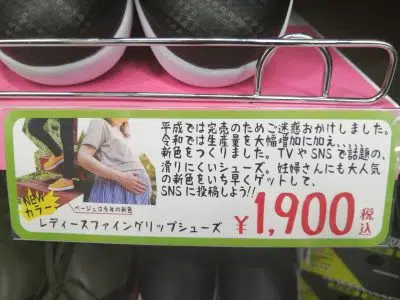 平成では完売のためご迷惑おかけしました。
令和では生産量を大幅増加に加え、、、、、
新色をつくりました。TVやSNSで話題の、
滑りにくいシューズ。妊婦さんにも大人気
の新色をいち早くゲットして、
SNSに投稿しよう!!
NEW
カラー
ベージュは今年の新色
レディースファイングリップシューズ
¥1,900税込